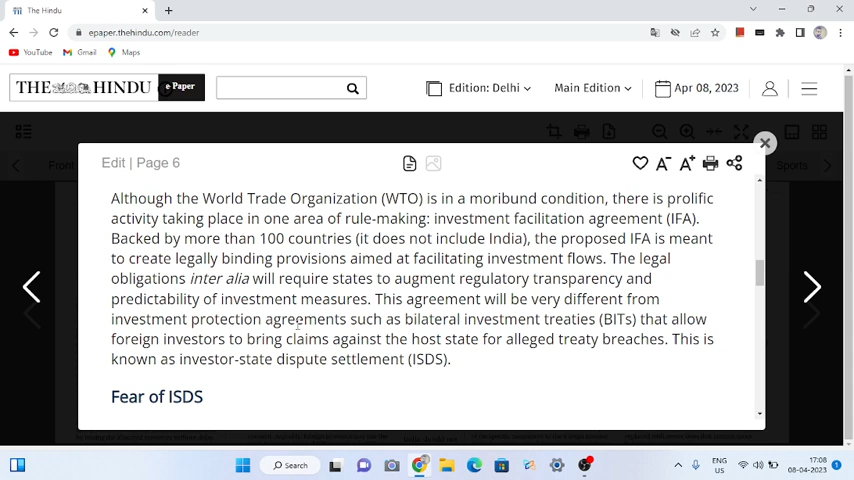 The Hindu
epaper.thehindu.com/reader
YouTube Gmail Maps
THE HINDU e Paper
Edition: Delhi
Main Edition
Apr 08, 2023
Front
Sports
Edit | Page 6
A- A+
Although the World Trade Organization (WTO) is in a moribund condition, there is prolific
activity taking place in one area of rule-making: investment facilitation agreement (IFA).
Backed by more than 100 countries (it does not include India), the proposed IFA is meant
to create legally binding provisions aimed at facilitating investment flows. The legal
obligations inter alia will require states to augment regulatory transparency and
predictability of investment measures. This agreement will be very different from
investment protection agreements such as bilateral investment treaties (BITs) that allow
foreign investors to bring claims against the host state for alleged treaty breaches. This is
known as investor-state dispute settlement (ISDS).
Fear of ISDS
Search
ENG
US
17:08
08-04-2023
1